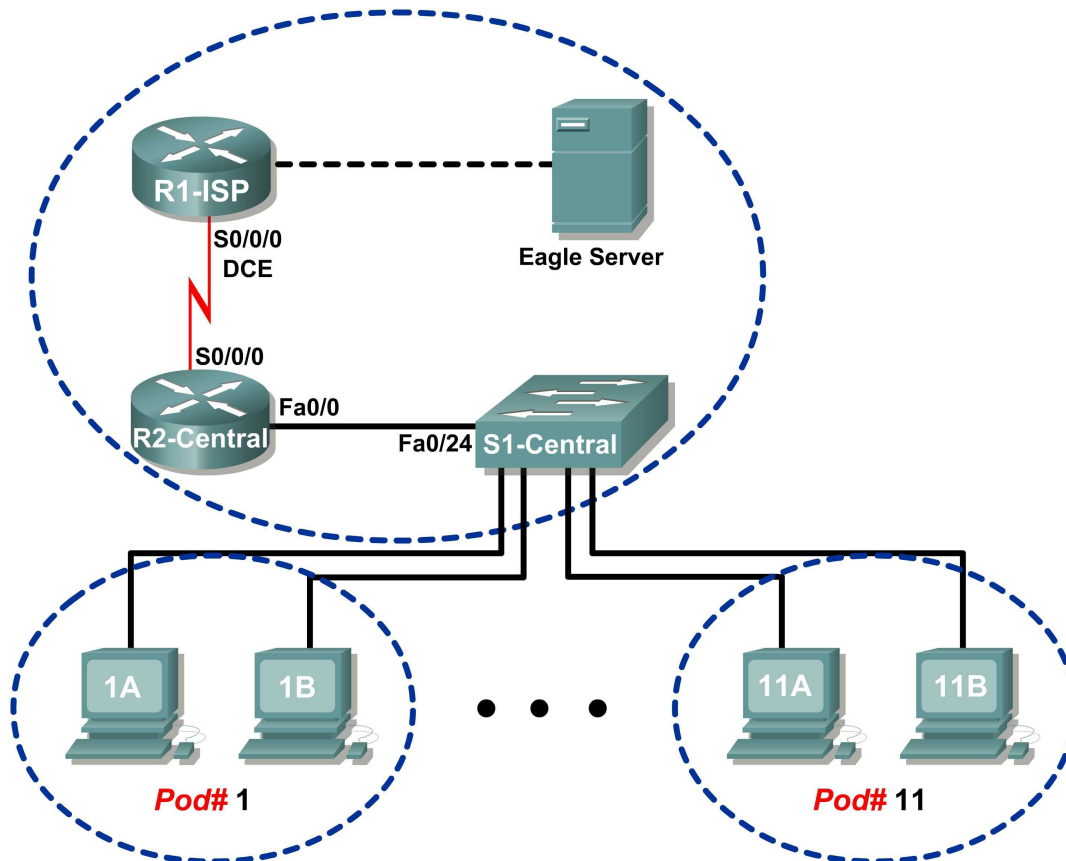 R1-ISP
S0/0/0
DCE
Eagle Server
S0/0/0
R2-Central
Fa0/0
Fa0/24
S1-Central
1A
1B
11A
11B
Pod# 1
Pod# 11